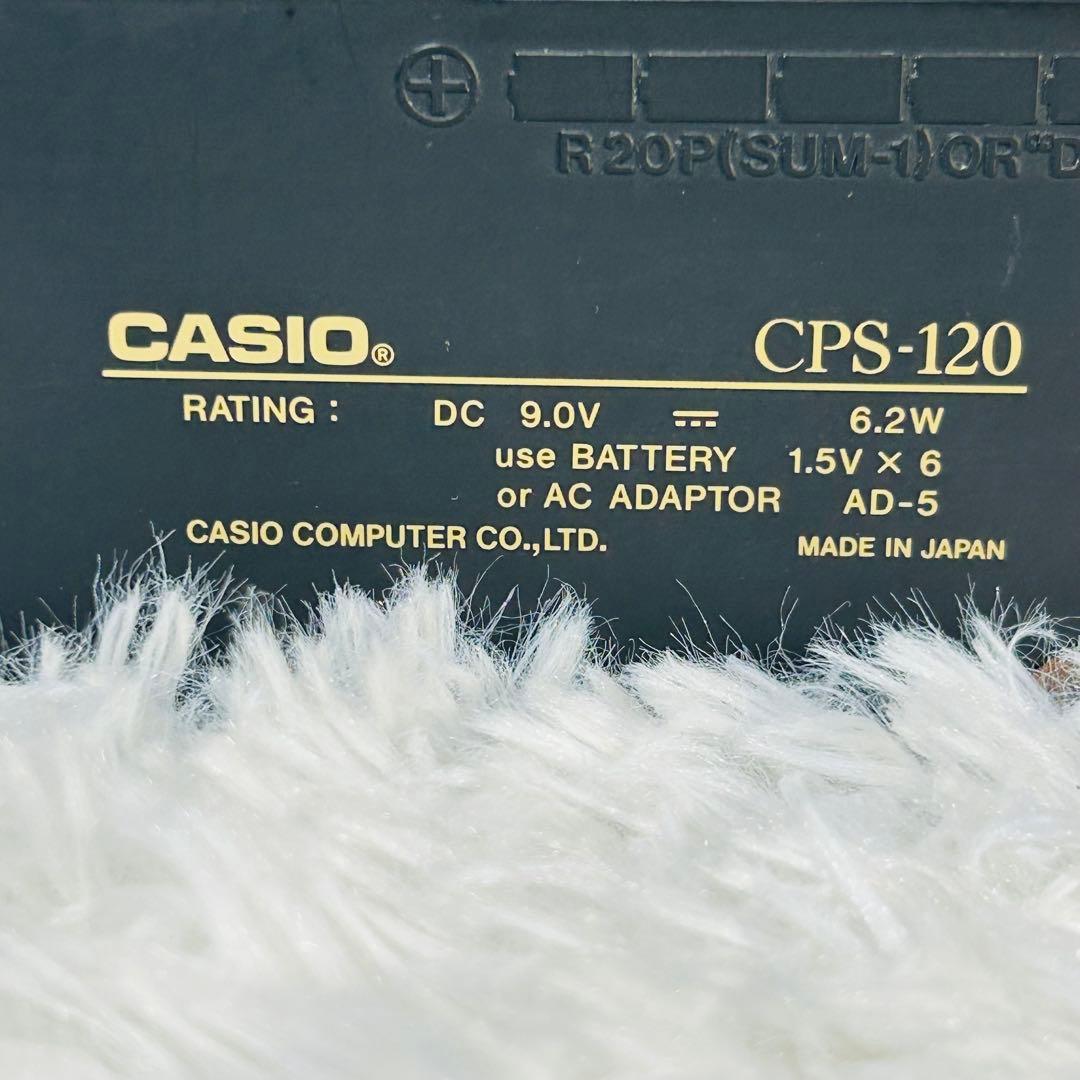 R20P(SUM-1)OR "D
CASIO®
CPS-120
RATING : DC 9.0V ⎓ 6.2W
use BATTERY 1.5V × 6
or AC ADAPTOR AD-5
CASIO COMPUTER CO.,LTD.
MADE IN JAPAN